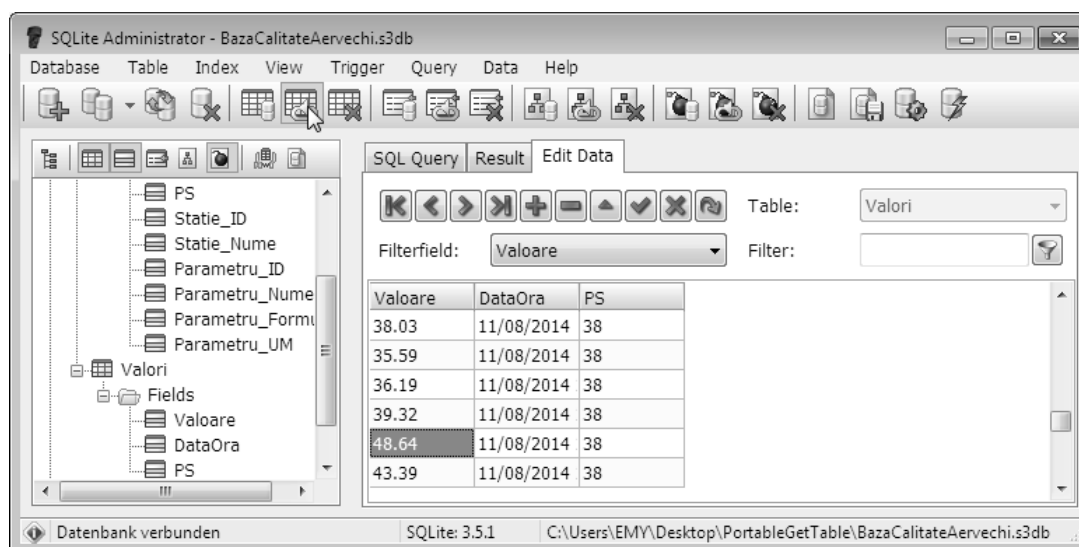 SQLite Administrator - BazaCalitateAervechi.s3db
Database Table Index View Trigger Query Data Help
PS
Statie_ID
Statie_Nume
Parametru_ID
Parametru_Nume
Parametru_Formu
Parametru_UM
Valori
Fields
Valoare
DataOra
PS
SQL Query Result Edit Data
Table: Valori
Filterfield: Valoare Filter:
Valoare DataOra PS
38.03 11/08/2014 38
35.59 11/08/2014 38
36.19 11/08/2014 38
39.32 11/08/2014 38
48.64 11/08/2014 38
43.39 11/08/2014 38
Datenbank verbunden SQLite: 3.5.1 C:\Users\EMY\Desktop\PortableGetTable\BazaCalitateAervechi.s3db